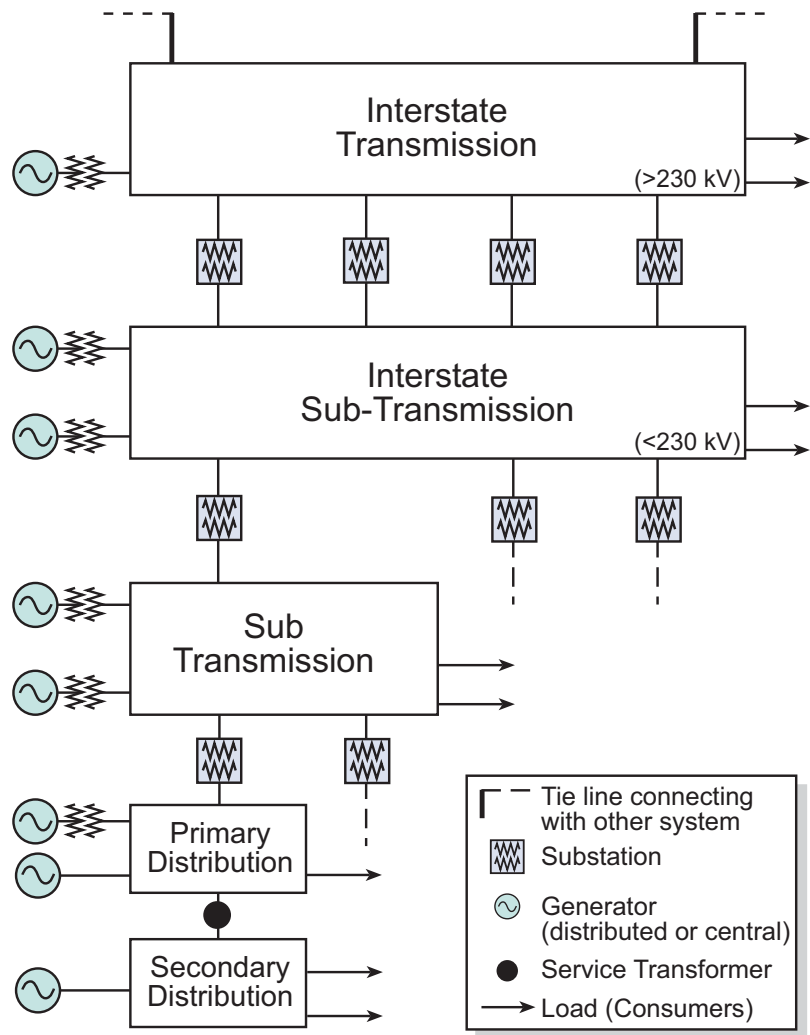 Interstate
Transmission
(>230 kV)
Interstate
Sub-Transmission
(<230 kV)
Sub
Transmission
Primary
Distribution
Secondary
Distribution
Tie line connecting
with other system
Substation
Generator
(distributed or central)
Service Transformer
Load (Consumers)